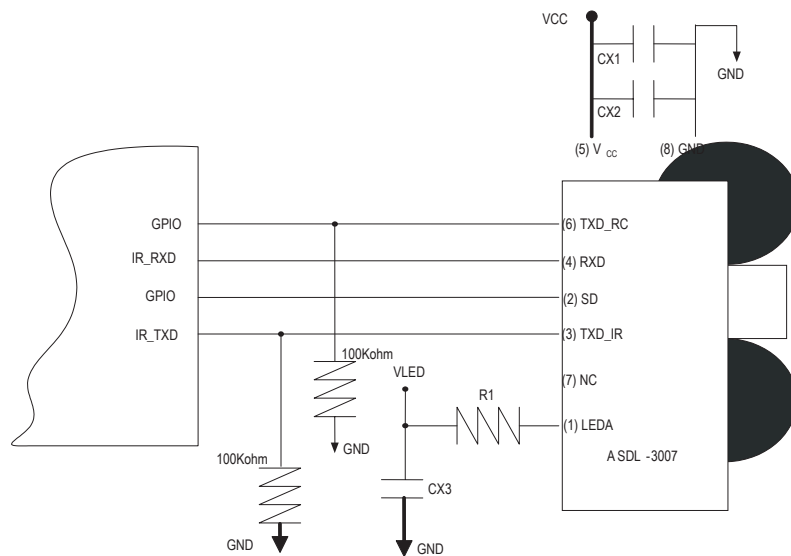 VCC
CX1
GND
CX2
(5) V CC
(8) GND
GPIO
(6) TXD_RC
IR_RXD
(4) RXD
GPIO
(2) SD
IR_TXD
(3) TXD_IR
100Kohm
VLED
(7) NC
R1
(1) LEDA
GND
100Kohm
ASDL -3007
CX3
GND
GND